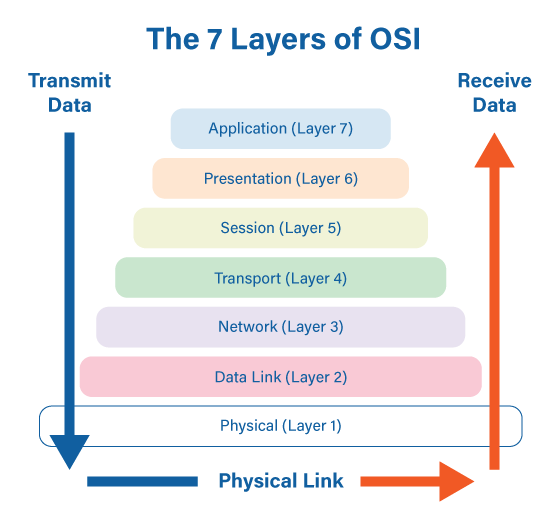 The 7 Layers of OSI
Transmit
Data
Receive
Data
Application (Layer 7)
Presentation (Layer 6)
Session (Layer 5)
Transport (Layer 4)
Network (Layer 3)
Data Link (Layer 2)
Physical (Layer 1)
Physical Link